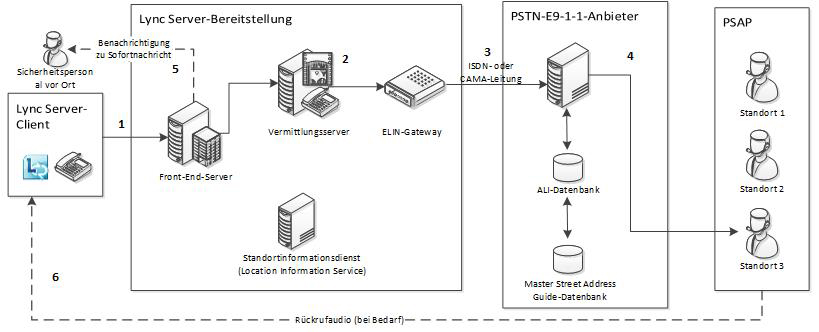 Lync Server-Bereitstellung
PSTN-E9-1-1-Anbieter
PSAP
Benachrichtigung
zu Sofortnachricht
5
Sicherheitsperson
al vor Ort
Lync Server-
Client
1
Front-End-Server
2
Vermittlungsserver
ELIN-Gateway
3
ISDN- oder
CAMA-Leitung
4
ALI-Datenbank
Master Street Address
Guide-Datenbank
Standort 1
Standort 2
Standort 3
Standortinformationsdienst
(Location Information Service)
6
Rückrufaudio (bei Bedarf)